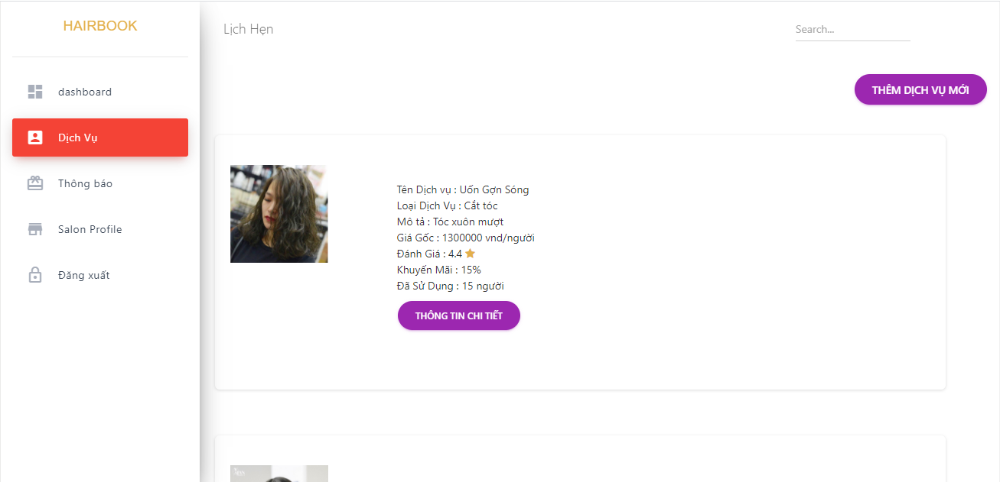 HAIRBOOK
Lịch Hẹn
Search...
dashboard
THÊM DỊCH VỤ MỚI
Dịch Vụ
Thông báo
Salon Profile
Đăng xuất
Tên Dịch vụ : Uốn Gợn Sóng
Loại Dịch Vụ : Cắt tóc
Mô tả : Tóc xuôn mượt
Giá Gốc : 1300000 vnd/người
Đánh Giá : 4.4
Khuyến Mãi : 15%
Đã Sử Dụng : 15 người
THÔNG TIN CHI TIẾT